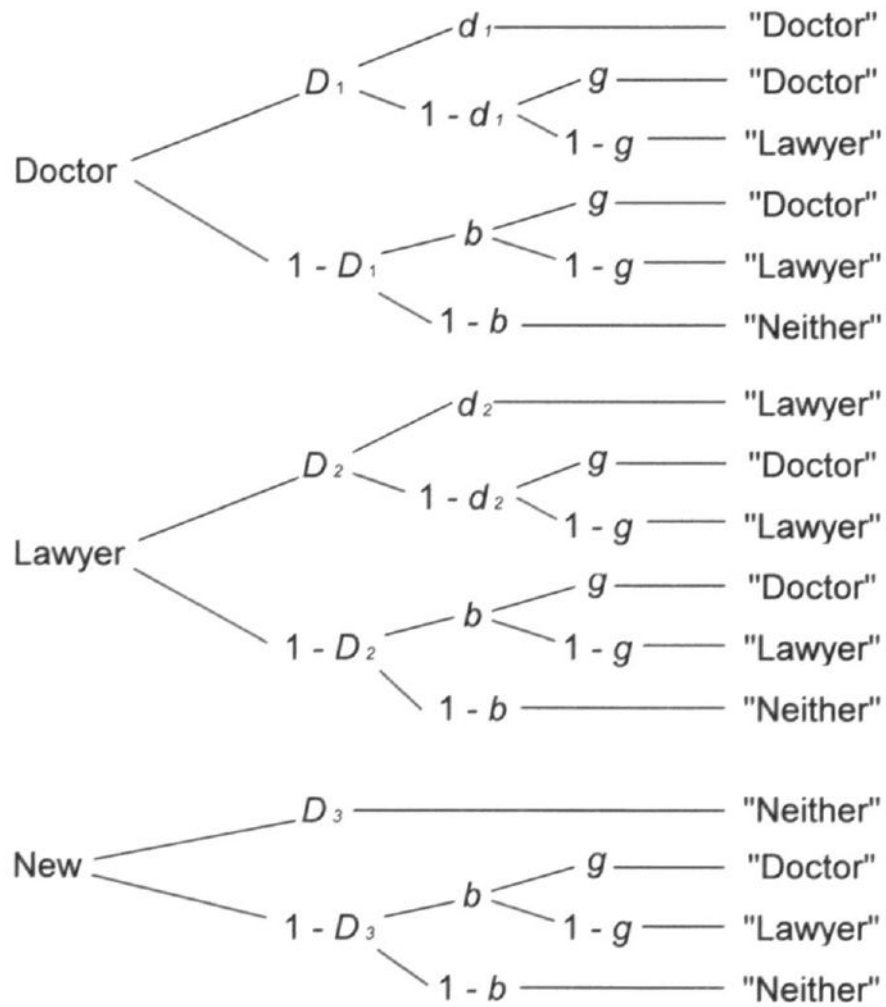 d₁ "Doctor"
D₁ g "Doctor"
1 - d₁
1 - g "Lawyer"
Doctor
g "Doctor"
b
1 - D₁ 1 - g "Lawyer"
1 - b "Neither"
d₂ "Lawyer"
D₂ g "Doctor"
1 - d₂
1 - g "Lawyer"
Lawyer
g "Doctor"
b
1 - D₂ 1 - g "Lawyer"
1 - b "Neither"
D₃ "Neither"
New g "Doctor"
b
1 - D₃ 1 - g "Lawyer"
1 - b "Neither"